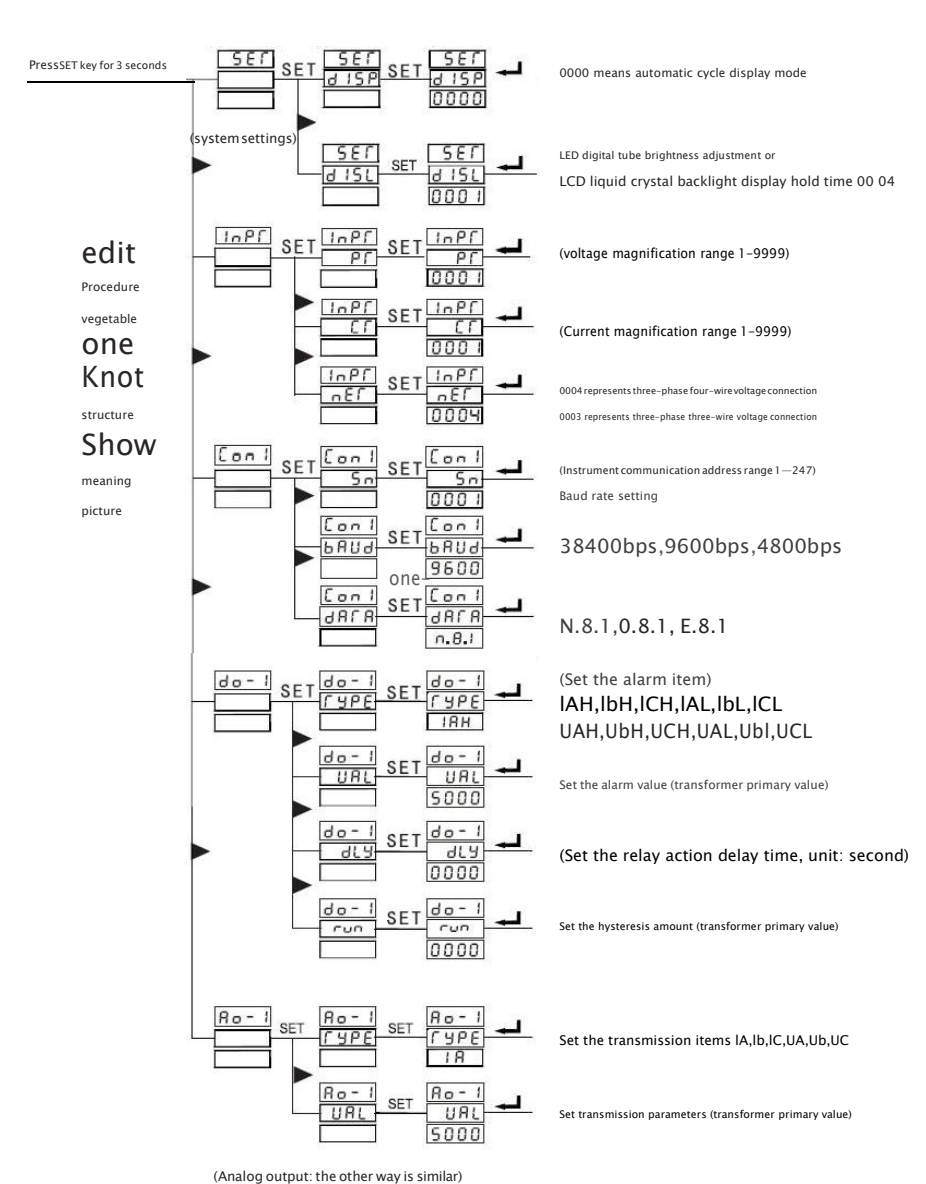 PressSET key for 3 seconds
SET
SET
SET
dISP
SET
SET
dISP
0000
0000 means automatic cycle display mode
(system settings)
SET
dISL
SET
SET
dISL
0001
LED digital tube brightness adjustment or
LCD liquid crystal backlight display hold time 00 04
InPT
SET
InPT
PT
SET
InPT
PT
0001
(voltage magnification range 1-9999)
InPT
CT
SET
InPT
CT
0001
(Current magnification range 1-9999)
InPT
nET
SET
InPT
nET
0004
0004 represents three-phase four-wire voltage connection
0003 represents three-phase three-wire voltage connection
edit
Procedure
vegetable
one
Knot
structure
Show
meaning
picture
Con1
SET
Con1
Sn
SET
Con1
Sn
0001
(Instrument communication address range 1—247)
Baud rate setting
Con1
bAUd
SET
Con1
bAUd
9600
38400bps,9600bps,4800bps
one-
Con1
dATA
SET
Con1
dATA
n.8.1
N.8.1,0.8.1, E.8.1
do-1
SET
do-1
TYPE
SET
do-1
TYPE
IAH
(Set the alarm item)
lAH,lbH,lCH,lAL,lbL,lCL
UAH,UbH,UCH,UAL,Ubl,UCL
do-1
UAL
SET
do-1
UAL
5000
Set the alarm value (transformer primary value)
do-1
dLY
SET
do-1
dLY
0000
(Set the relay action delay time, unit: second)
do-1
run
SET
do-1
run
0000
Set the hysteresis amount (transformer primary value)
Ao-1
SET
Ao-1
TYPE
SET
Ao-1
TYPE
IA
Set the transmission items lA,lb,lC,UA,Ub,UC
Ao-1
UAL
SET
Ao-1
UAL
5000
Set transmission parameters (transformer primary value)
(Analog output: the other way is similar)